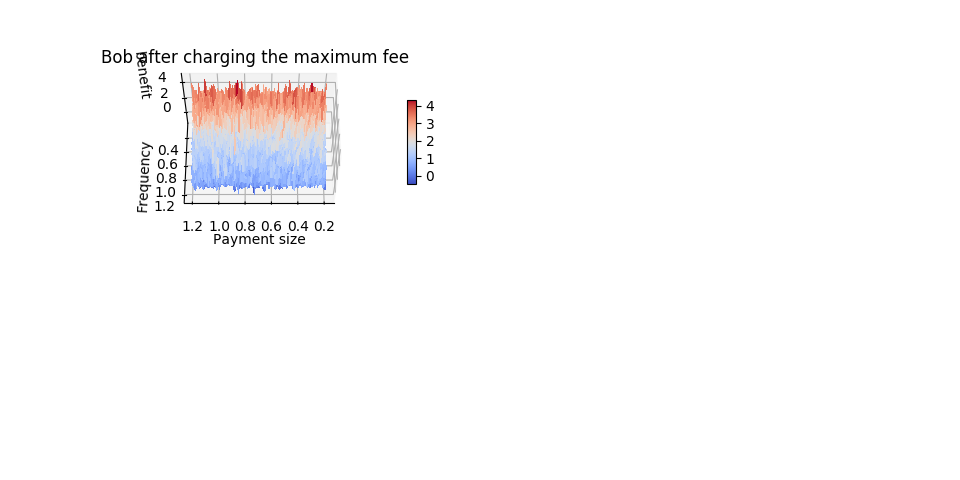 Bob after charging the maximum fee
Benefit
4
2
0
Frequency
0.4
0.6
0.8
1.0
1.2
1.2 1.0 0.8 0.6 0.4 0.2
Payment size
4
3
2
1
0